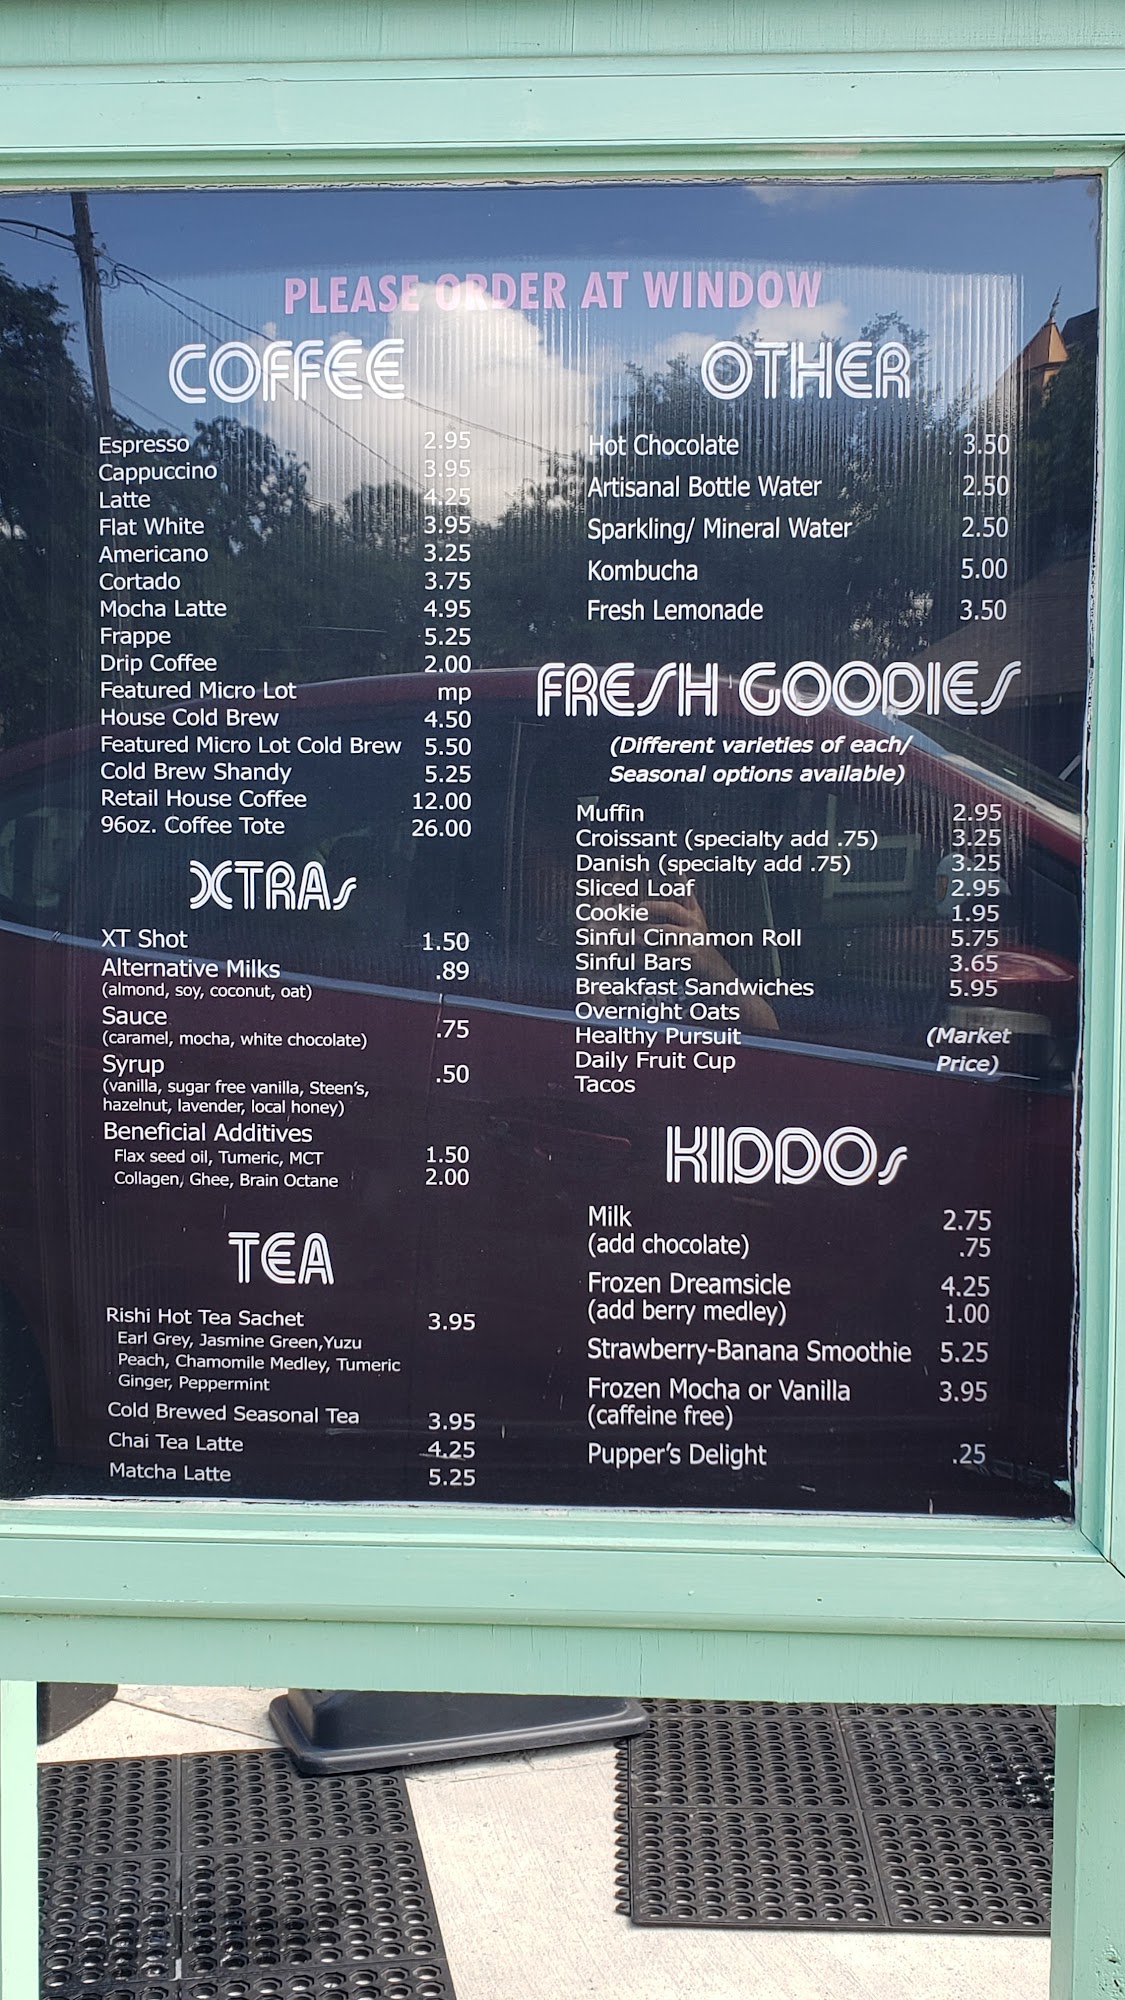 PLEASE ORDER AT WINDOW
COFFEE
Espresso 2.95
Cappuccino 3.95
Latte 4.25
Flat White 3.95
Americano 3.25
Cortado 3.75
Mocha Latte 4.95
Frappe 5.25
Drip Coffee 2.00
Featured Micro Lot mp
House Cold Brew 4.50
Featured Micro Lot Cold Brew 5.50
Cold Brew Shandy 5.25
Retail House Coffee 12.00
96oz. Coffee Tote 26.00
XTRAs
XT Shot 1.50
Alternative Milks .89
(almond, soy, coconut, oat)
Sauce .75
(caramel, mocha, white chocolate)
Syrup .50
(vanilla, sugar free vanilla, Steen's,
hazelnut, lavender, local honey)
Beneficial Additives
Flax seed oil, Tumeric, MCT 1.50
Collagen, Ghee, Brain Octane 2.00
TEA
Rishi Hot Tea Sachet 3.95
Earl Grey, Jasmine Green,Yuzu
Peach, Chamomile Medley, Tumeric
Ginger, Peppermint
Cold Brewed Seasonal Tea 3.95
Chai Tea Latte 4.25
Matcha Latte 5.25
OTHER
Hot Chocolate 3.50
Artisanal Bottle Water 2.50
Sparkling/ Mineral Water 2.50
Kombucha 5.00
Fresh Lemonade 3.50
FRESH GOODIES
(Different varieties of each/
Seasonal options available)
Muffin 2.95
Croissant (specialty add .75) 3.25
Danish (specialty add .75) 3.25
Sliced Loaf 2.95
Cookie 1.95
Sinful Cinnamon Roll 5.75
Sinful Bars 3.65
Breakfast Sandwiches 5.95
Overnight Oats
Healthy Pursuit (Market
Daily Fruit Cup Price)
Tacos
KIDDOs
Milk 2.75
(add chocolate) .75
Frozen Dreamsicle 4.25
(add berry medley) 1.00
Strawberry-Banana Smoothie 5.25
Frozen Mocha or Vanilla 3.95
(caffeine free)
Pupper's Delight .25